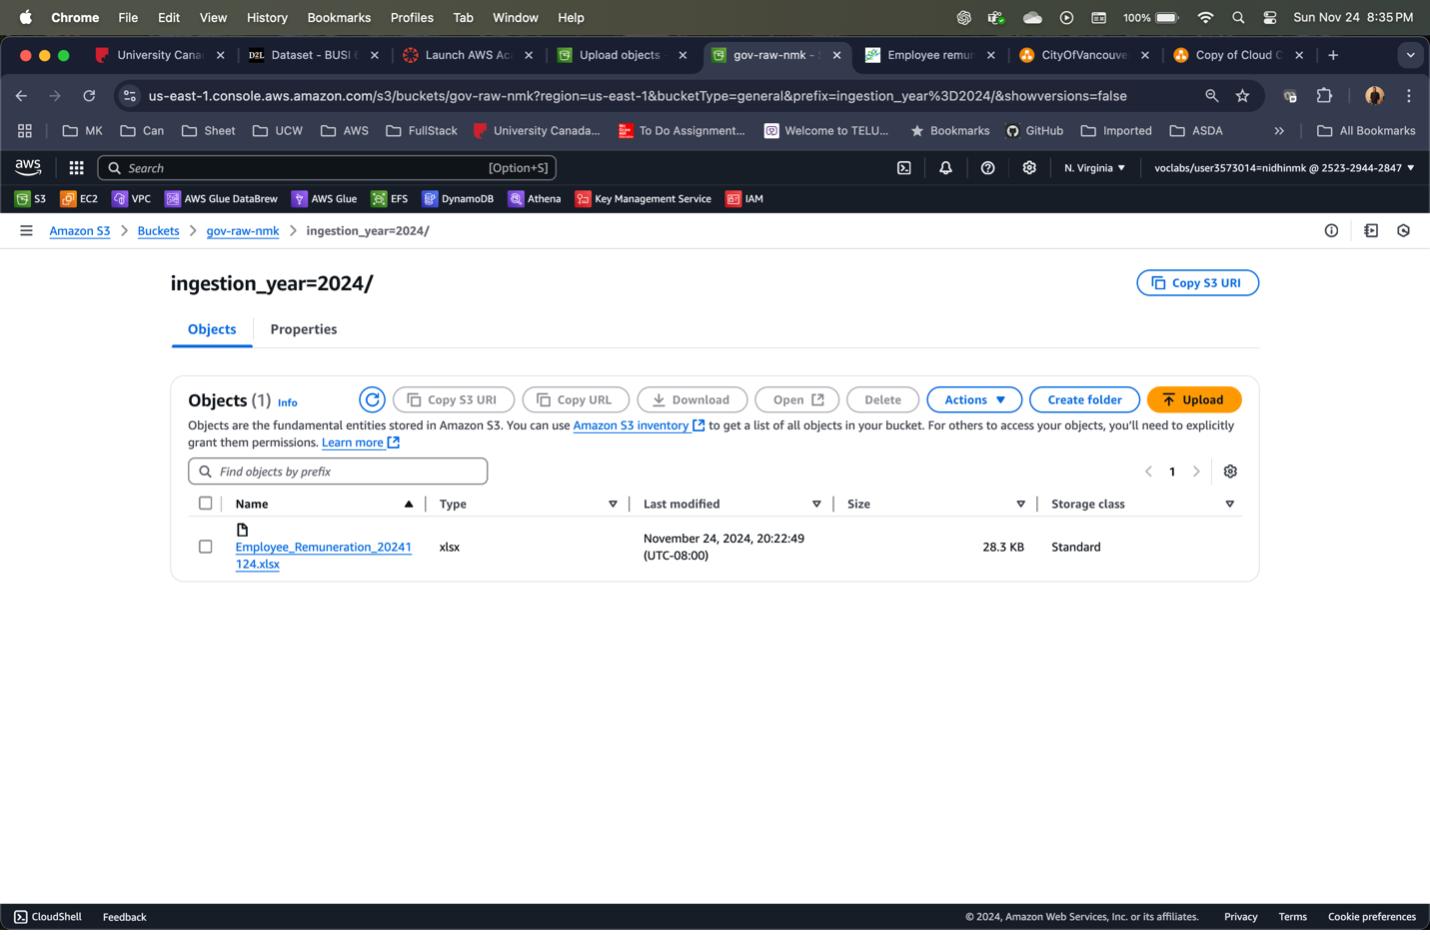 Chrome File Edit View History Bookmarks Profiles Tab Window Help 100% Sun Nov 24 8:35 PM
University Cana Dataset - BUSI 6 Launch AWS Aca Upload objects - gov-raw-nmk - S Employee remun CityOfVancouve Copy of Cloud C
us-east-1.console.aws.amazon.com/s3/buckets/gov-raw-nmk?region=us-east-1&bucketType=general&prefix=ingestion_year%3D2024/&showversions=false
MK Can Sheet UCW AWS FullStack University Canada... To Do Assignment... Welcome to TELU... Bookmarks GitHub Imported ASDA >> All Bookmarks
aws Search [Option+S] N. Virginia voclabs/user3573014=nidhinmk @ 2523-2944-2847
S3 EC2 VPC AWS Glue DataBrew AWS Glue EFS DynamoDB Athena Key Management Service IAM
Amazon S3 > Buckets > gov-raw-nmk > ingestion_year=2024/
ingestion_year=2024/ Copy S3 URI
Objects Properties
Objects (1) Info Copy S3 URI Copy URL Download Open Delete Actions Create folder Upload
Objects are the fundamental entities stored in Amazon S3. You can use Amazon S3 inventory to get a list of all objects in your bucket. For others to access your objects, you'll need to explicitly
grant them permissions. Learn more
Find objects by prefix < 1 >
Name Type Last modified Size Storage class
Employee_Remuneration_20241
124.xlsx xlsx November 24, 2024, 20:22:49
(UTC-08:00) 28.3 KB Standard
CloudShell Feedback © 2024, Amazon Web Services, Inc. or its affiliates. Privacy Terms Cookie preferences